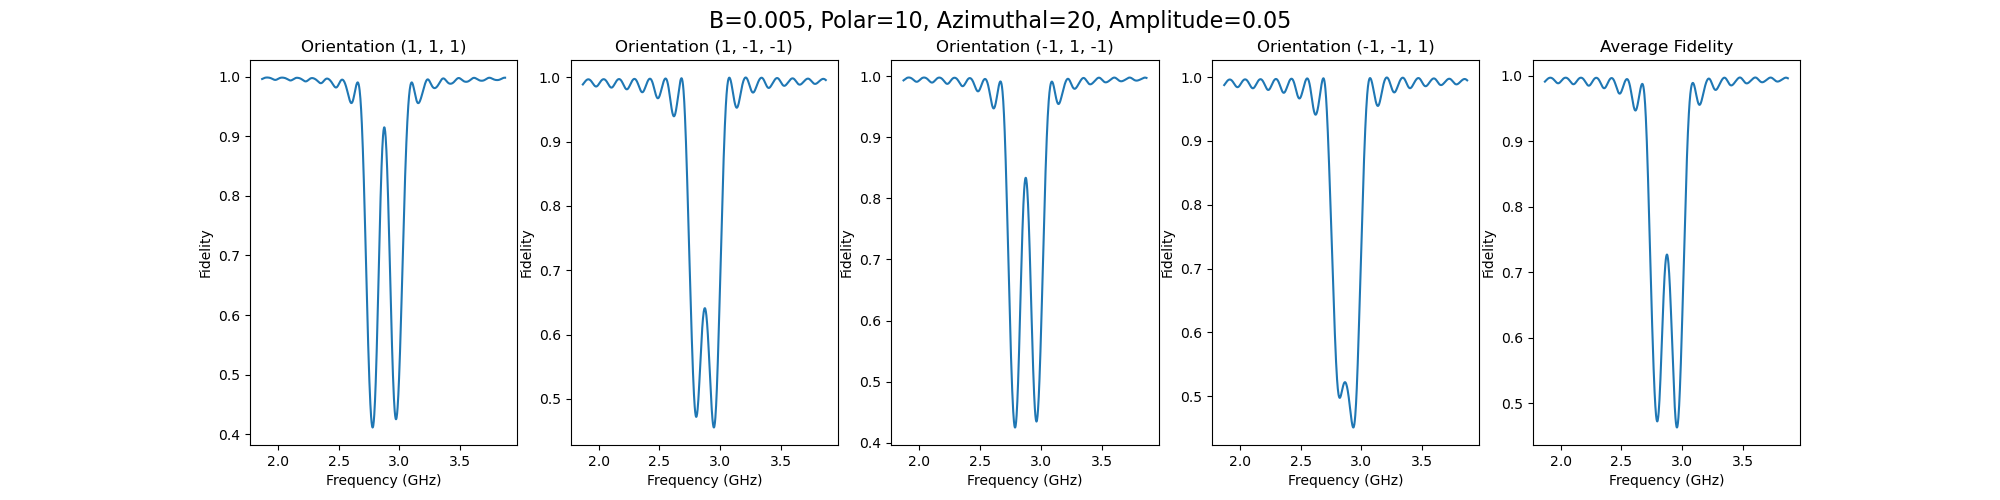 B=0.005, Polar=10, Azimuthal=20, Amplitude=0.05
Orientation (1, 1, 1)
1.0
0.9
0.8
0.7
0.6
0.5
0.4
Fidelity
2.0 2.5 3.0 3.5
Frequency (GHz)
Orientation (1, -1, -1)
1.0
0.9
0.8
0.7
0.6
0.5
Fidelity
2.0 2.5 3.0 3.5
Frequency (GHz)
Orientation (-1, 1, -1)
1.0
0.9
0.8
0.7
0.6
0.5
0.4
Fidelity
2.0 2.5 3.0 3.5
Frequency (GHz)
Orientation (-1, -1, 1)
1.0
0.9
0.8
0.7
0.6
0.5
Fidelity
2.0 2.5 3.0 3.5
Frequency (GHz)
Average Fidelity
1.0
0.9
0.8
0.7
0.6
0.5
Fidelity
2.0 2.5 3.0 3.5
Frequency (GHz)